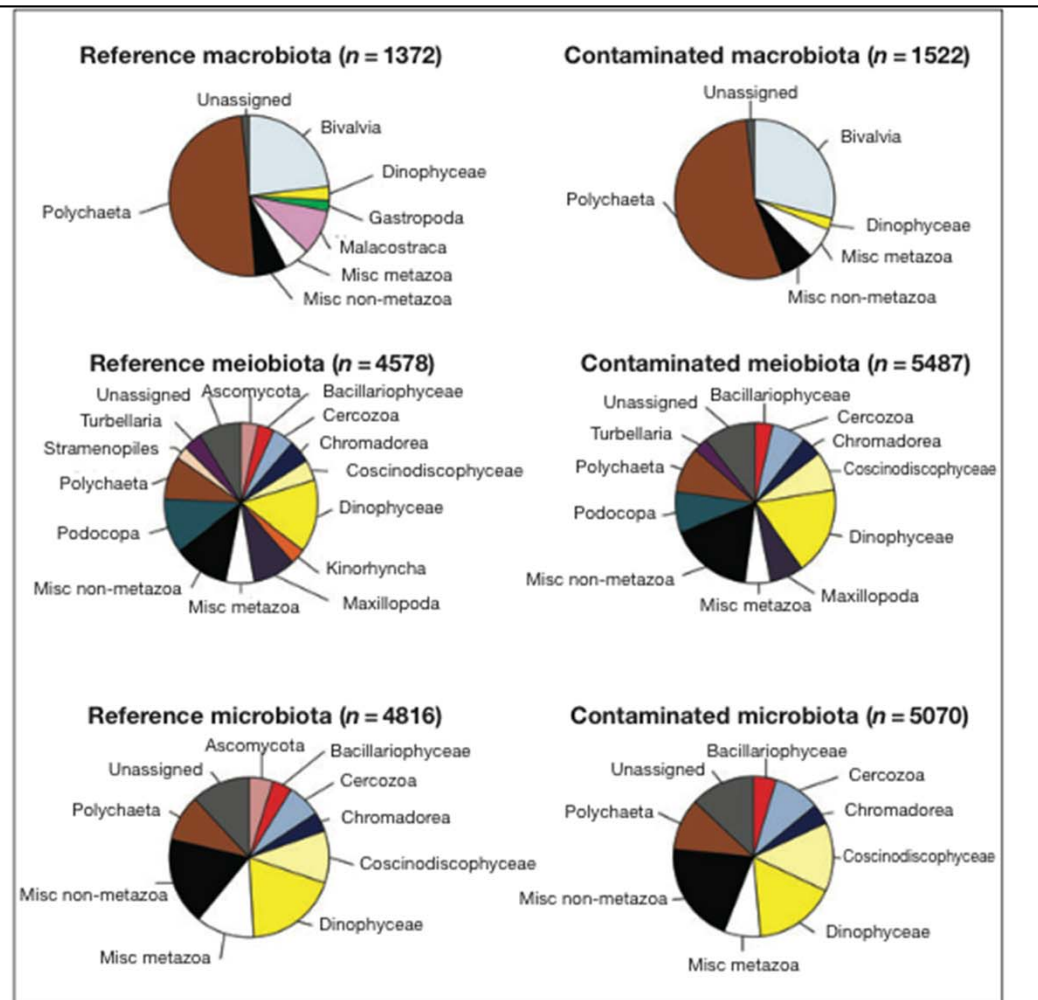 Reference macrobiota (n = 1372)
Unassigned
Bivalvia
Dinophyceae
Gastropoda
Malacostraca
Misc metazoa
Misc non-metazoa
Polychaeta
Contaminated macrobiota (n = 1522)
Unassigned
Bivalvia
Dinophyceae
Misc metazoa
Misc non-metazoa
Polychaeta
Reference meiobiota (n = 4578)
Unassigned
Ascomycota
Bacillariophyceae
Cercozoa
Chromadorea
Coscinodiscophyceae
Dinophyceae
Kinorhyncha
Maxillopoda
Misc metazoa
Misc non-metazoa
Podocopa
Polychaeta
Stramenopiles
Turbellaria
Contaminated meiobiota (n = 5487)
Unassigned
Bacillariophyceae
Cercozoa
Chromadorea
Coscinodiscophyceae
Dinophyceae
Maxillopoda
Misc metazoa
Misc non-metazoa
Podocopa
Polychaeta
Turbellaria
Reference microbiota (n = 4816)
Unassigned
Ascomycota
Bacillariophyceae
Cercozoa
Chromadorea
Coscinodiscophyceae
Dinophyceae
Misc metazoa
Misc non-metazoa
Polychaeta
Contaminated microbiota (n = 5070)
Unassigned
Bacillariophyceae
Cercozoa
Chromadorea
Coscinodiscophyceae
Dinophyceae
Misc metazoa
Misc non-metazoa
Polychaeta